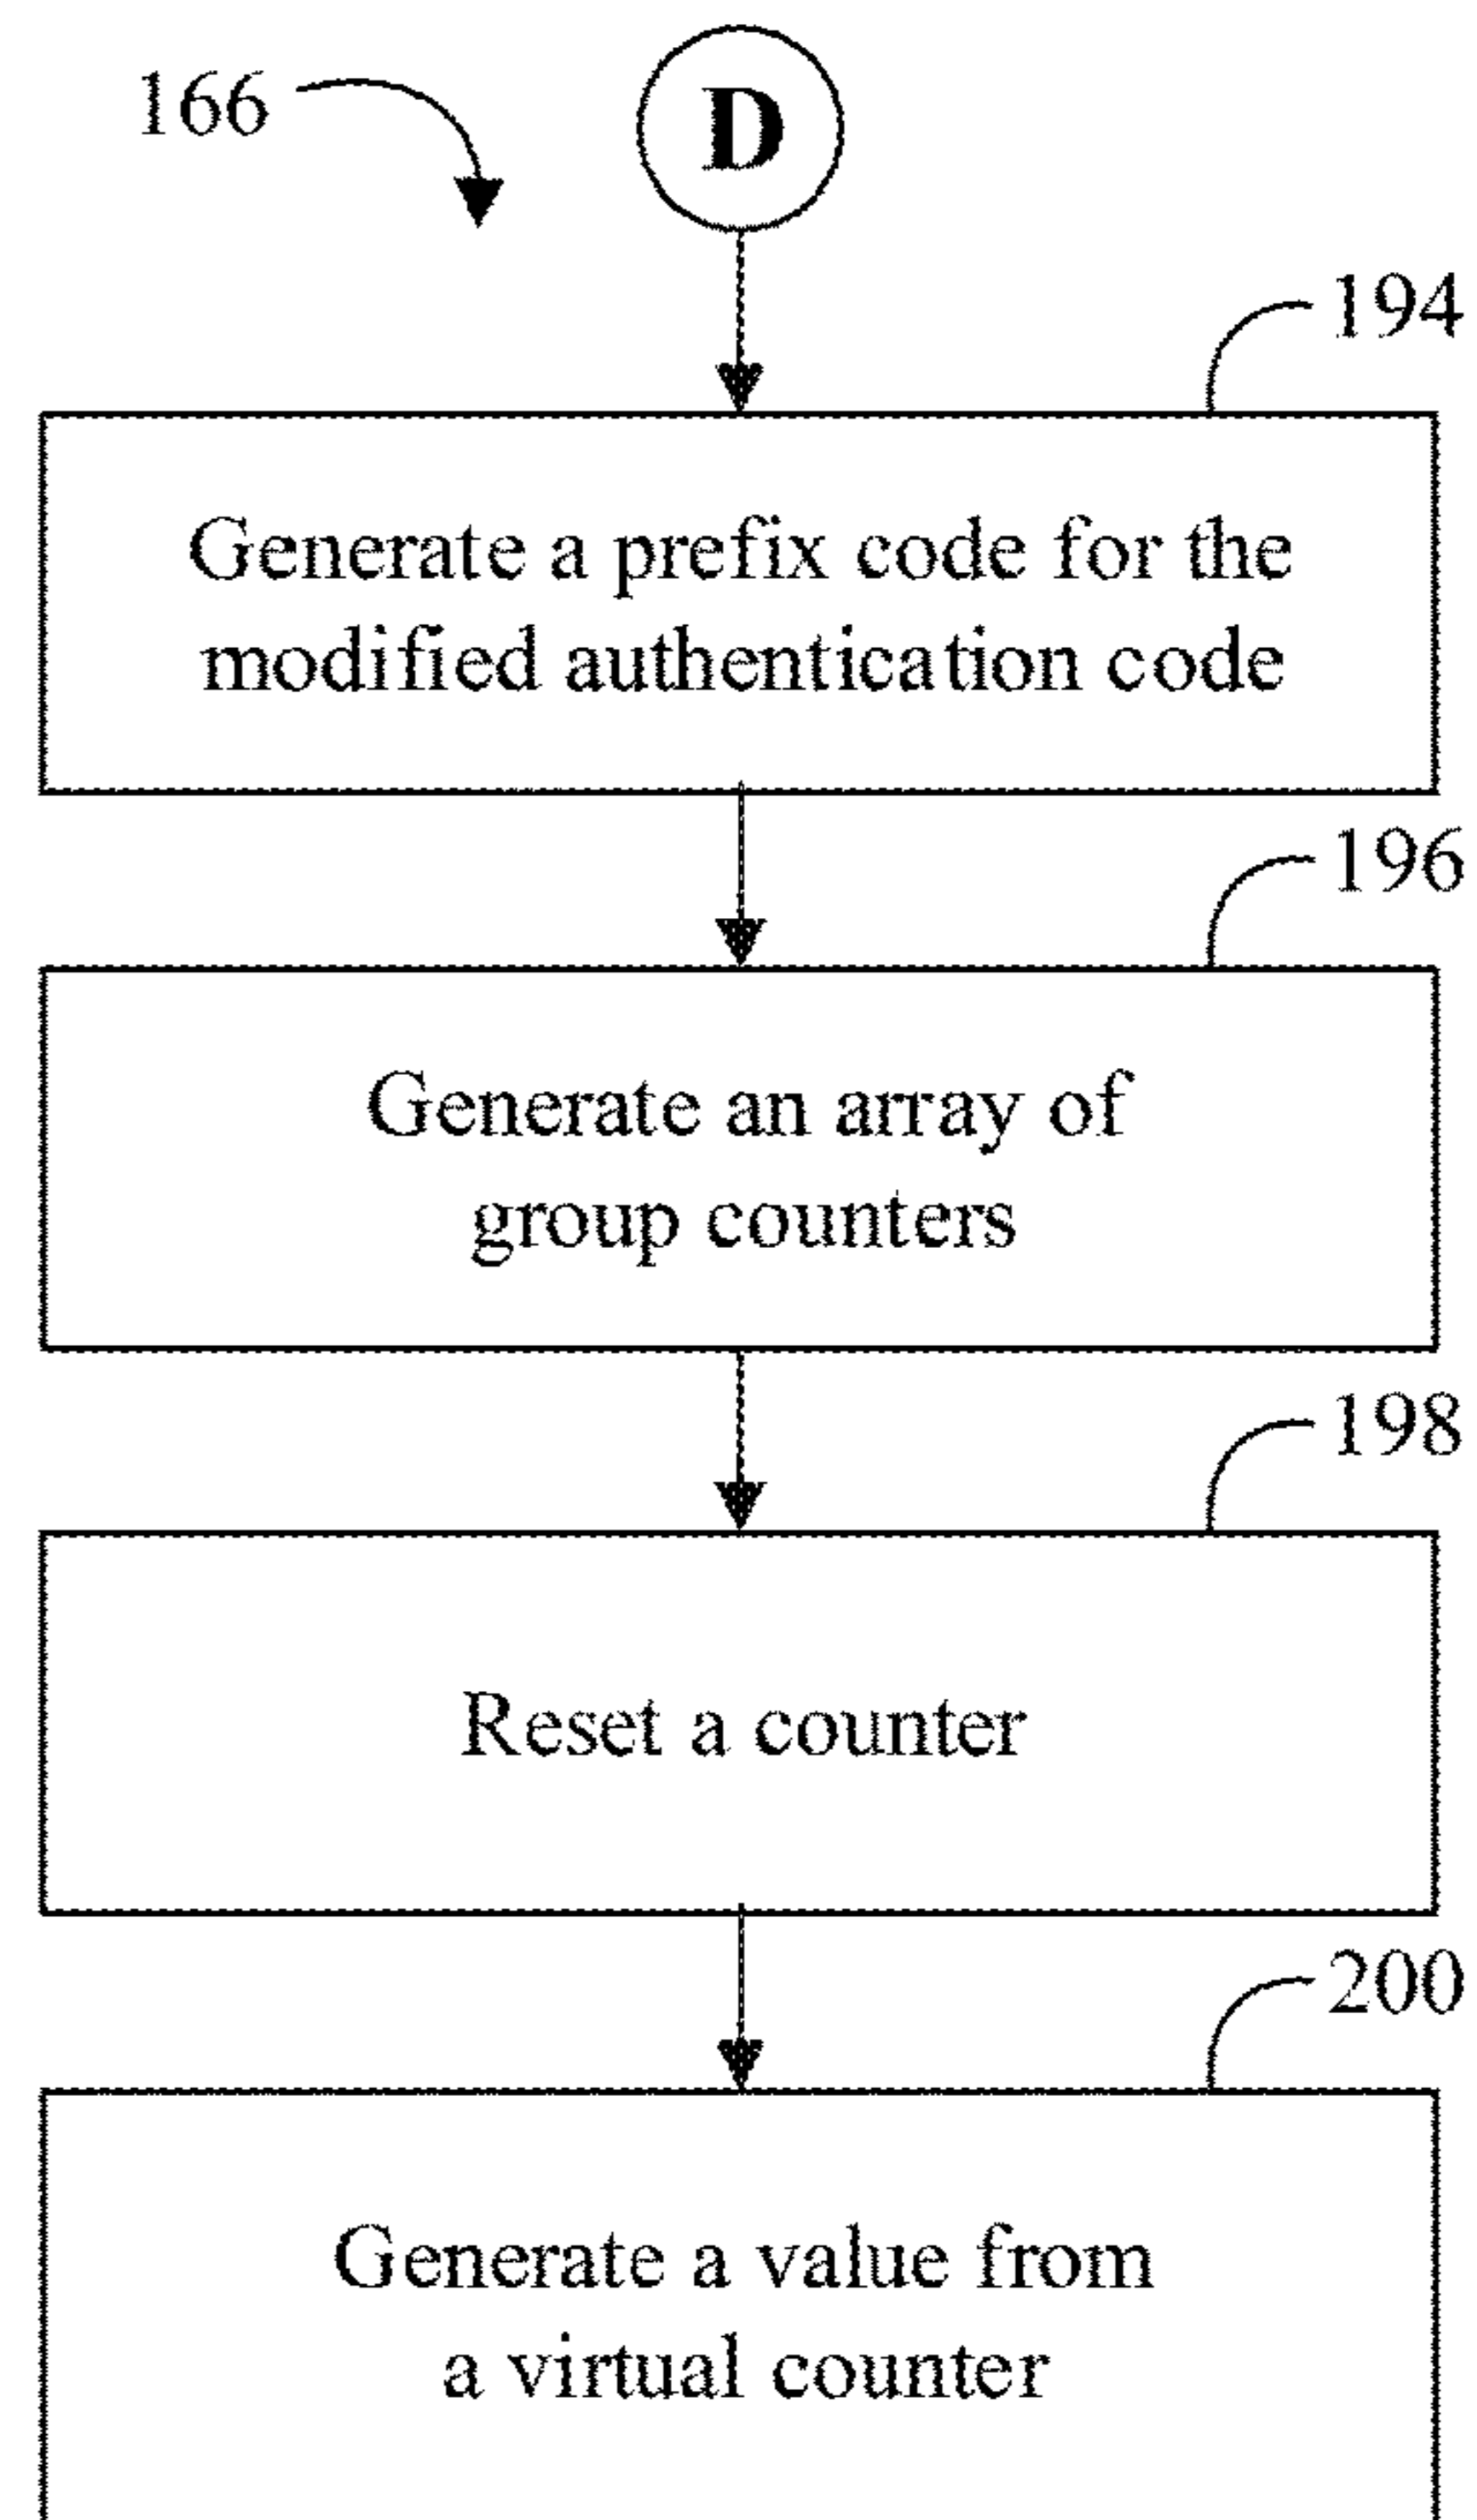 166
D
194
Generate a prefix code for the
modified authentication code
196
Generate an array of
group counters
198
Reset a counter
200
Generate a value from
a virtual counter